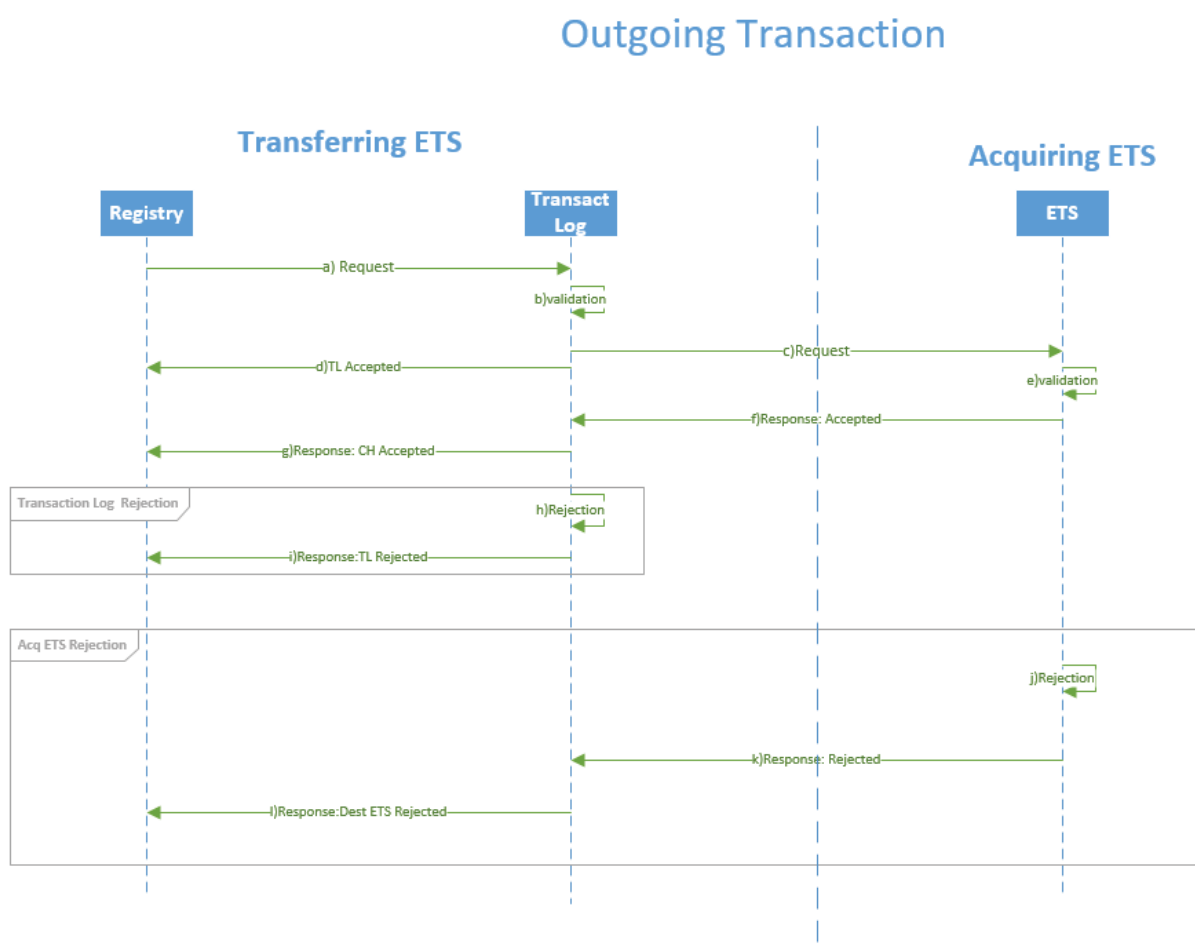 Outgoing Transaction
Transferring ETS
Acquiring ETS
Registry
Transact
Log
ETS
a) Request
b)validation
c)Request
d)TL Accepted
e)validation
f)Response: Accepted
g)Response: CH Accepted
Transaction Log Rejection
h)Rejection
i)Response:TL Rejected
Acq ETS Rejection
j)Rejection
k)Response: Rejected
l)Response:Dest ETS Rejected